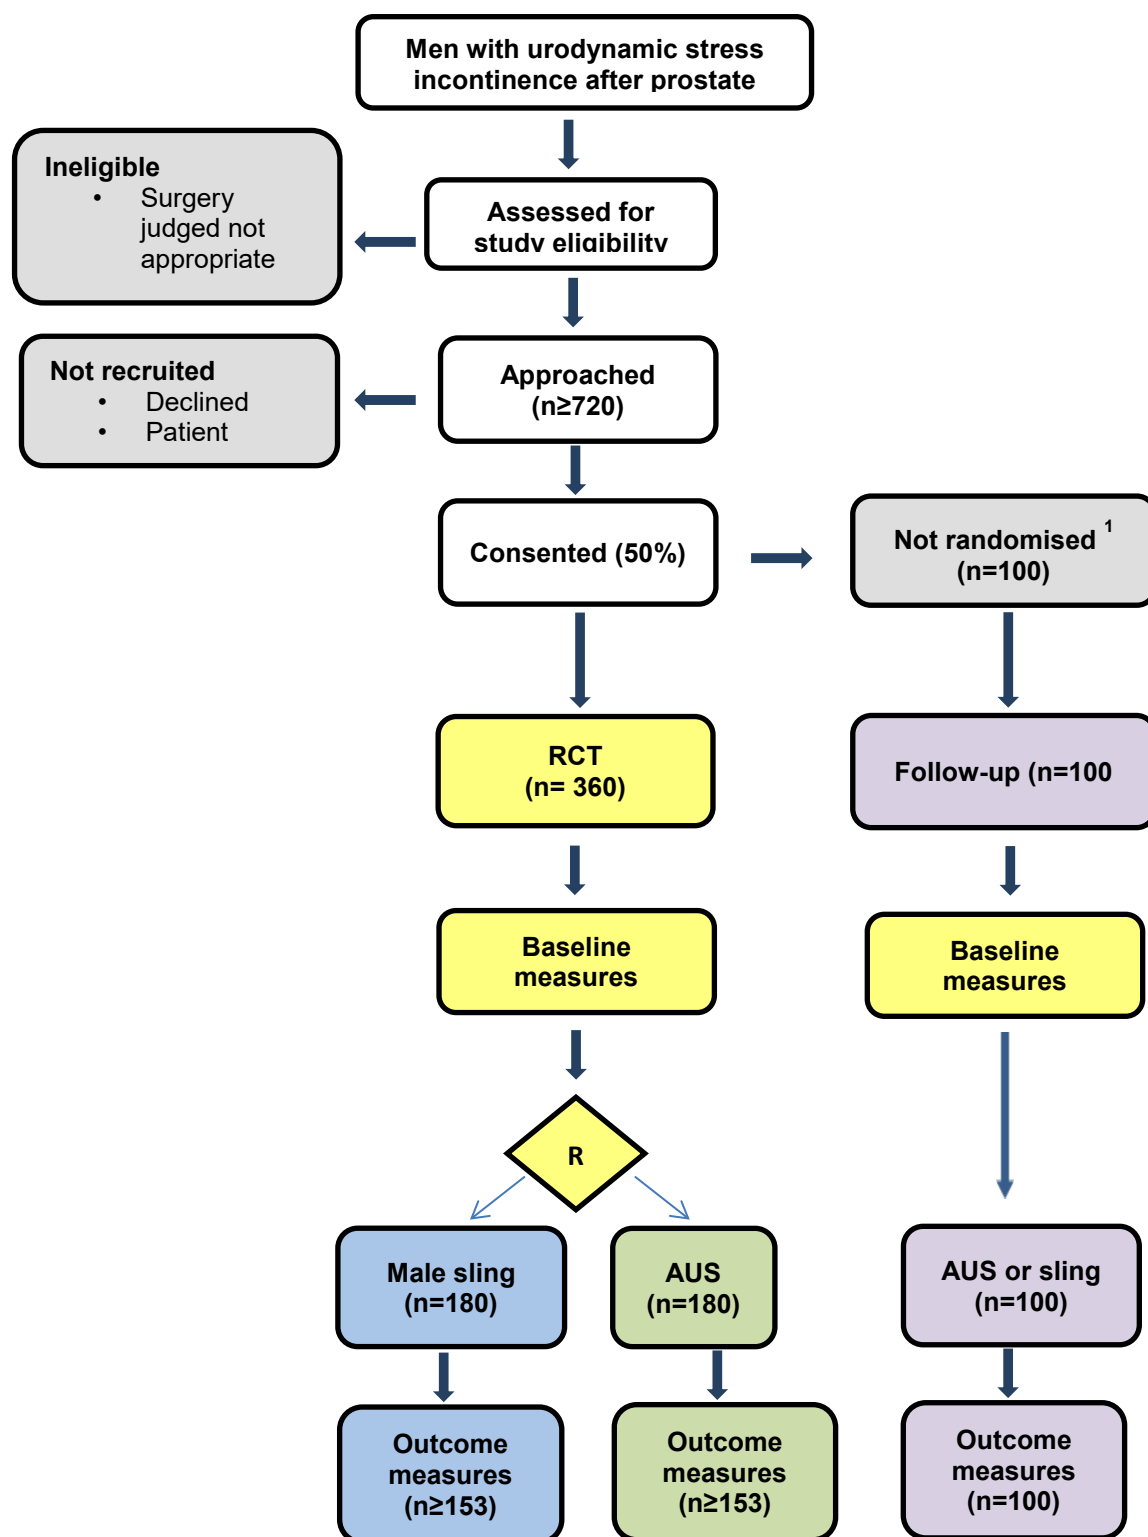 Men with urodynamic stress
incontinence after prostate
Ineligible
• Surgery
judged not
appropriate
Assessed for
study eligibility
Not recruited
• Declined
• Patient
Approached
(n≥720)
Consented (50%)
Not randomised 1
(n=100)
RCT
(n= 360)
Follow-up (n=100
Baseline
measures
Baseline
measures
R
Male sling
(n=180)
AUS
(n=180)
AUS or sling
(n=100)
Outcome
measures
(n≥153)
Outcome
measures
(n≥153)
Outcome
measures
(n=100)